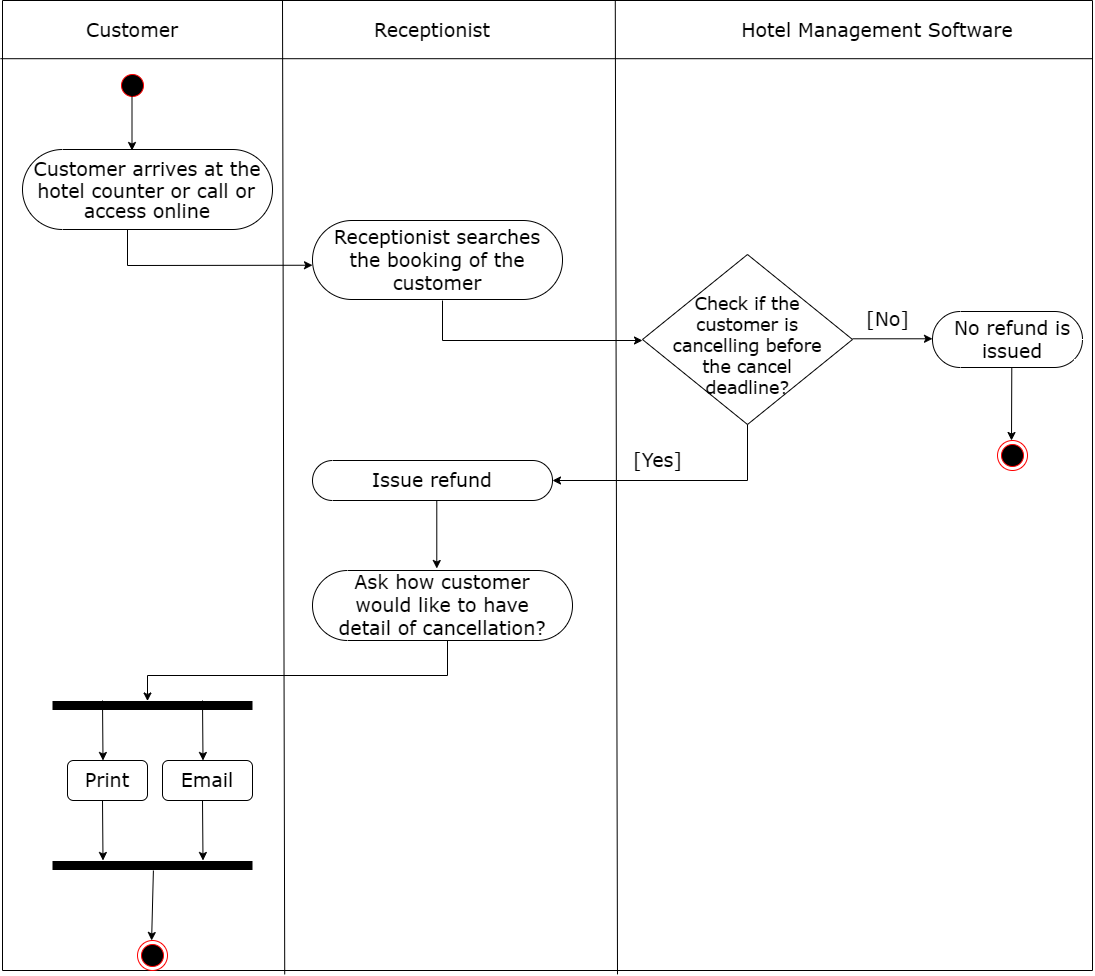 Customer
Receptionist
Hotel Management Software
Customer arrives at the
hotel counter or call or
access online
Receptionist searches
the booking of the
customer
Check if the
customer is
cancelling before
the cancel
deadline?
[No]
No refund is
issued
[Yes]
Issue refund
Ask how customer
would like to have
detail of cancellation?
Print
Email